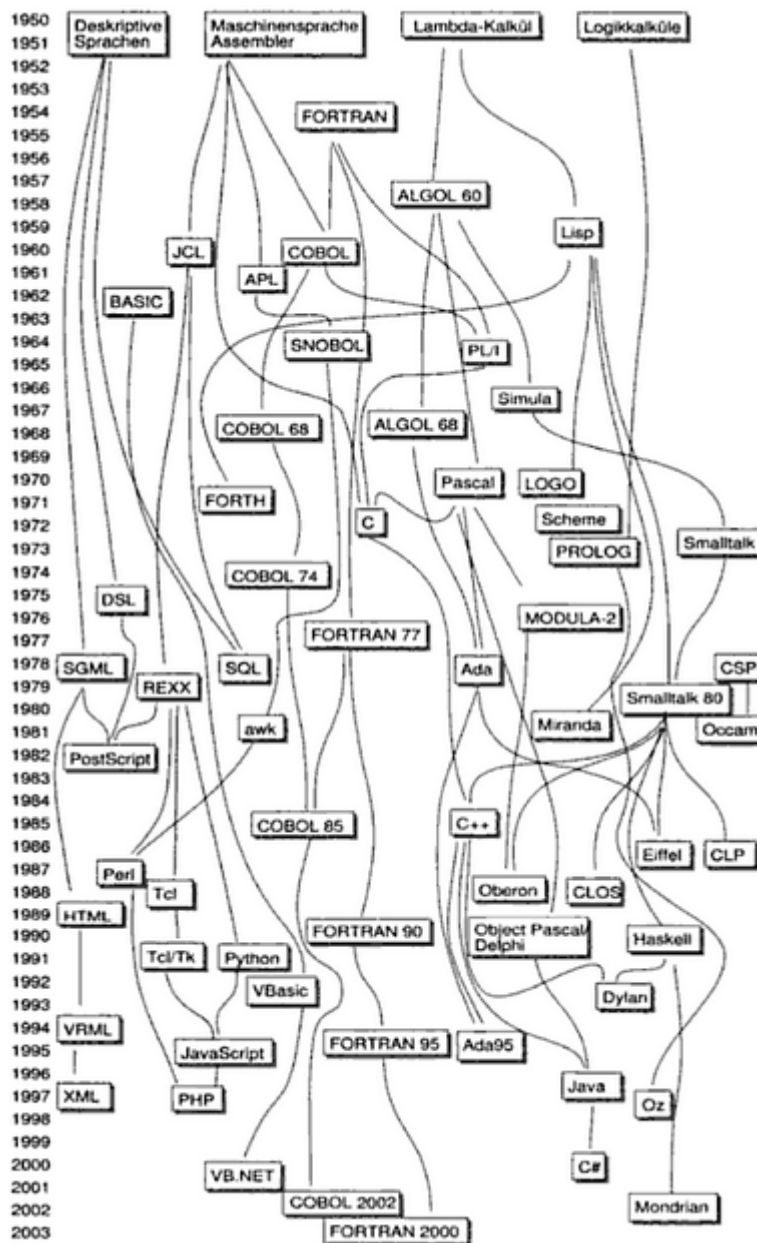 1950
1951
1952
1953
1954
1955
1956
1957
1958
1959
1960
1961
1962
1963
1964
1965
1966
1967
1968
1969
1970
1971
1972
1973
1974
1975
1976
1977
1978
1979
1980
1981
1982
1983
1984
1985
1986
1987
1988
1989
1990
1991
1992
1993
1994
1995
1996
1997
1998
1999
2000
2001
2002
2003
Deskriptive
Sprachen
Maschinensprache
Assembler
Lambda-Kalkül
Logikkalküle
FORTRAN
ALGOL 60
Lisp
JCL
COBOL
APL
BASIC
SNOBOL
PL/I
Simula
COBOL 68
ALGOL 68
Pascal
LOGO
FORTH
C
Scheme
Smalltalk
PROLOG
COBOL 74
DSL
MODULA-2
FORTRAN 77
SGML
REXX
SQL
Ada
CSP
Smalltalk 80
awk
Miranda
Occam
PostScript
COBOL 85
C++
Eiffel
CLP
Perl
Tcl
Oberon
CLOS
HTML
FORTRAN 90
Object Pascal/
Delphi
Haskell
Tcl/Tk
Python
VBasic
Dylan
VRML
JavaScript
FORTRAN 95
Ada95
XML
PHP
Java
Oz
VB.NET
C#
COBOL 2002
Mondrian
FORTRAN 2000